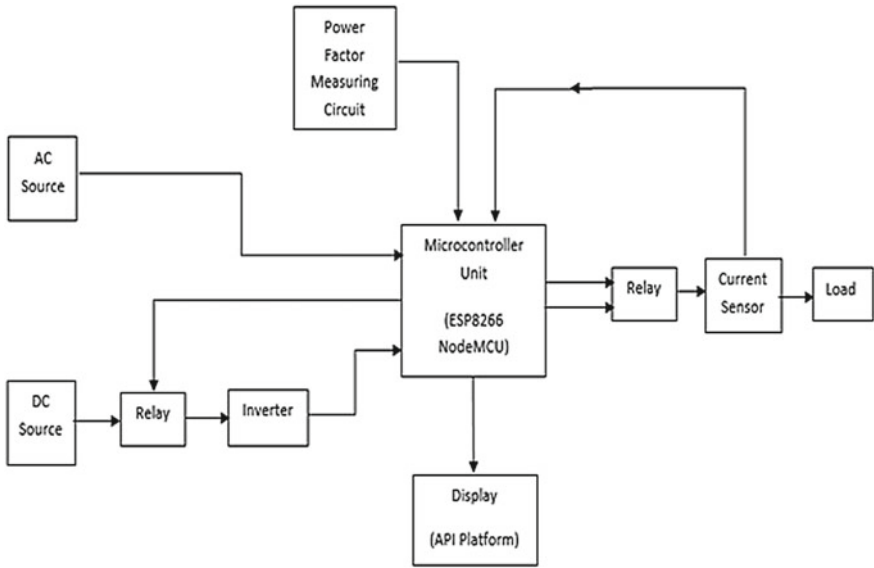 Power
Factor
Measuring
Circuit
AC
Source
Microcontroller
Unit
(ESP8266
NodeMCU)
Relay
Current
Sensor
Load
DC
Source
Relay
Inverter
Display
(API Platform)